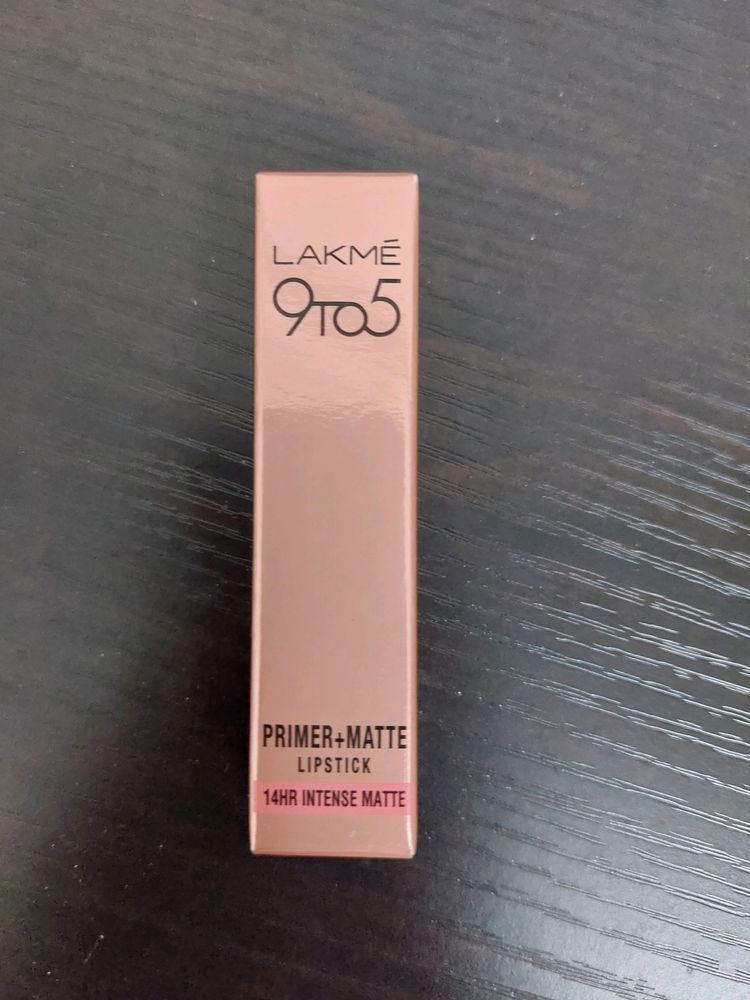 LAKMÉ
9TO5
PRIMER+MATTE
LIPSTICK
14HR INTENSE MATTE